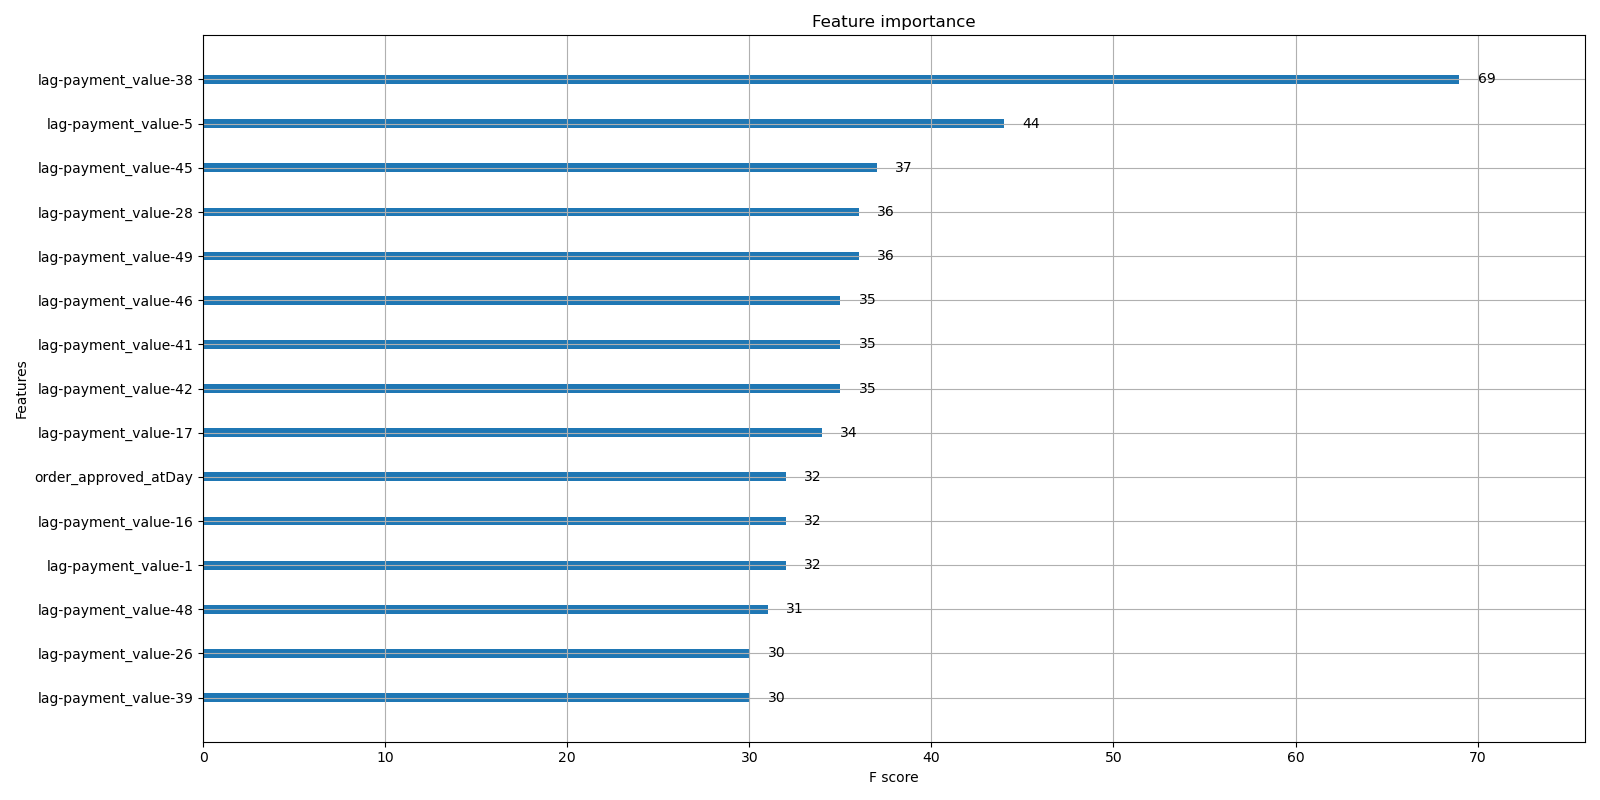 Feature importance
lag-payment_value-38 69
lag-payment_value-5 44
lag-payment_value-45 37
lag-payment_value-28 36
lag-payment_value-49 36
lag-payment_value-46 35
lag-payment_value-41 35
lag-payment_value-42 35
lag-payment_value-17 34
order_approved_atDay 32
lag-payment_value-16 32
lag-payment_value-1 32
lag-payment_value-48 31
lag-payment_value-26 30
lag-payment_value-39 30
Features
0 10 20 30 40 50 60 70
F score